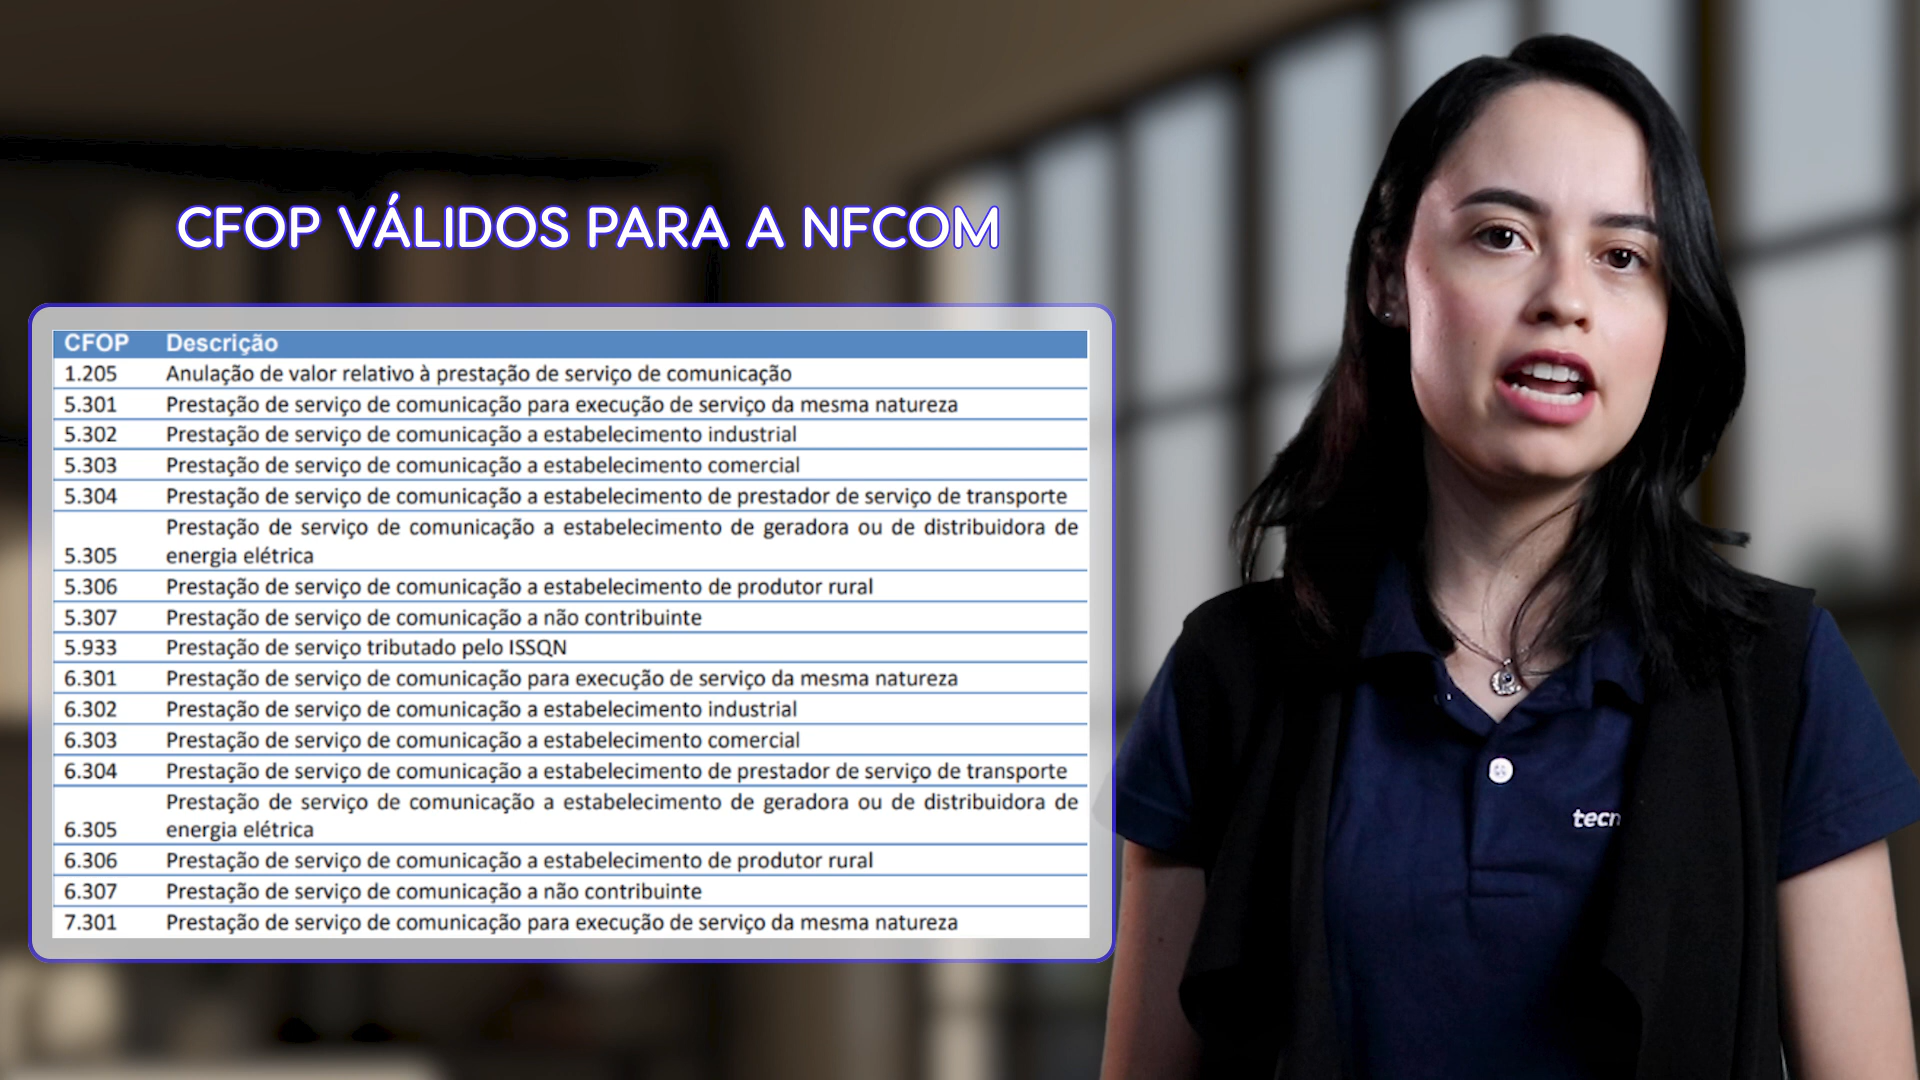 CFOP VÁLIDOS PARA A NFCOM
CFOP Descrição
1.205 Anulação de valor relativo à prestação de serviço de comunicação
5.301 Prestação de serviço de comunicação para execução de serviço da mesma natureza
5.302 Prestação de serviço de comunicação a estabelecimento industrial
5.303 Prestação de serviço de comunicação a estabelecimento comercial
5.304 Prestação de serviço de comunicação a estabelecimento de prestador de serviço de transporte
Prestação de serviço de comunicação a estabelecimento de geradora ou de distribuidora de
5.305 energia elétrica
5.306 Prestação de serviço de comunicação a estabelecimento de produtor rural
5.307 Prestação de serviço de comunicação a não contribuinte
5.933 Prestação de serviço tributado pelo ISSQN
6.301 Prestação de serviço de comunicação para execução de serviço da mesma natureza
6.302 Prestação de serviço de comunicação a estabelecimento industrial
6.303 Prestação de serviço de comunicação a estabelecimento comercial
6.304 Prestação de serviço de comunicação a estabelecimento de prestador de serviço de transporte
Prestação de serviço de comunicação a estabelecimento de geradora ou de distribuidora de
6.305 energia elétrica
6.306 Prestação de serviço de comunicação a estabelecimento de produtor rural
6.307 Prestação de serviço de comunicação a não contribuinte
7.301 Prestação de serviço de comunicação para execução de serviço da mesma natureza
tecn